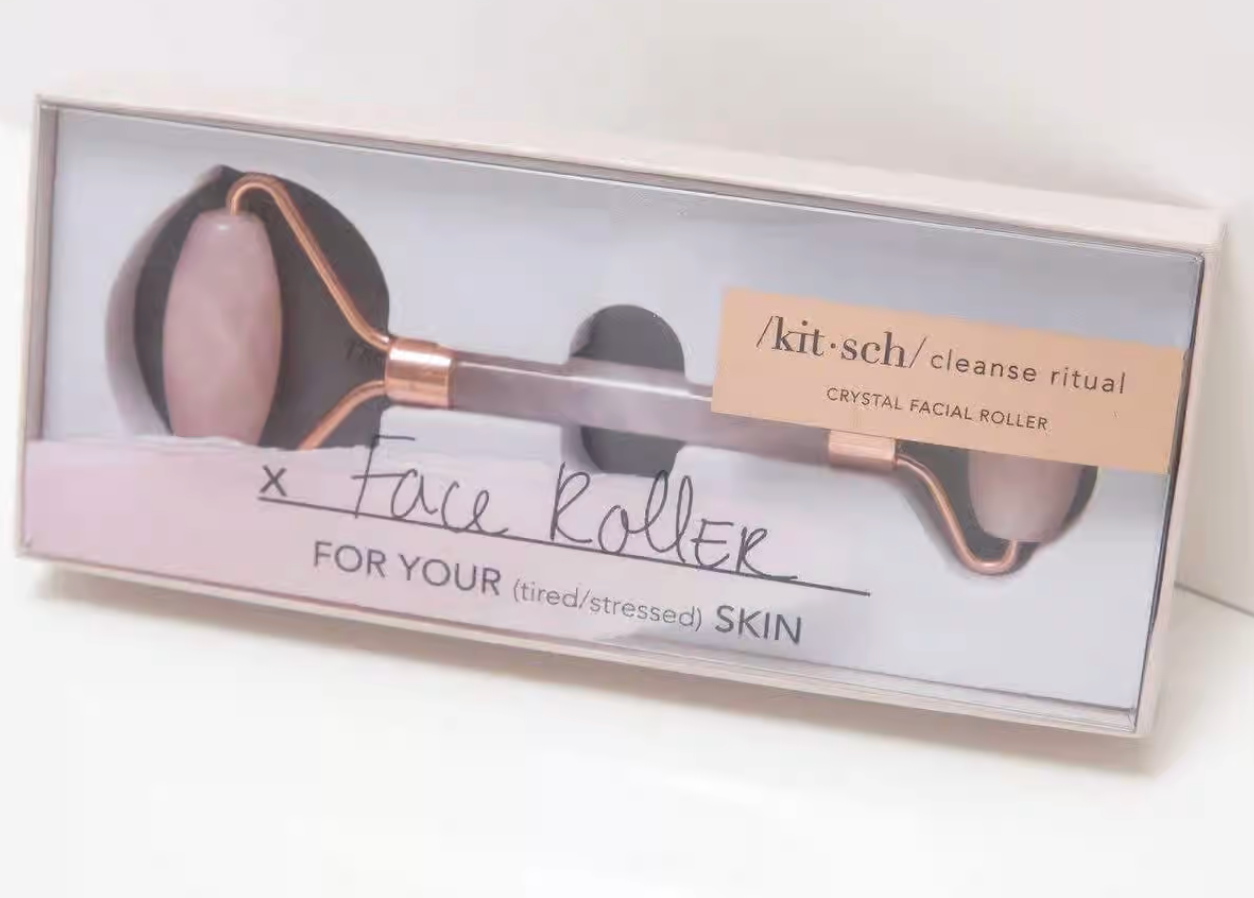 /kit·sch/ cleanse ritual
CRYSTAL FACIAL ROLLER
x Face RollER
FOR YOUR (tired/stressed) SKIN